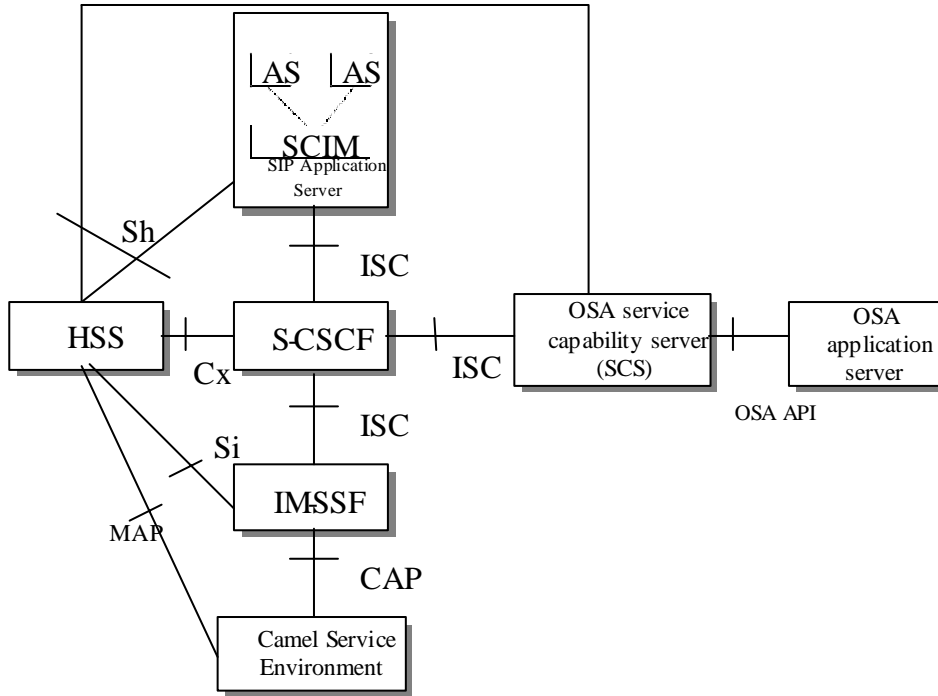 AS AS
SCIM
SIP Application
Server
Sh
ISC
HSS
S-CSCF
OSA service
capability server
(SCS)
OSA
application
server
Cx
ISC
OSA API
ISC
Si
IM-SSF
MAP
CAP
Camel Service
Environment